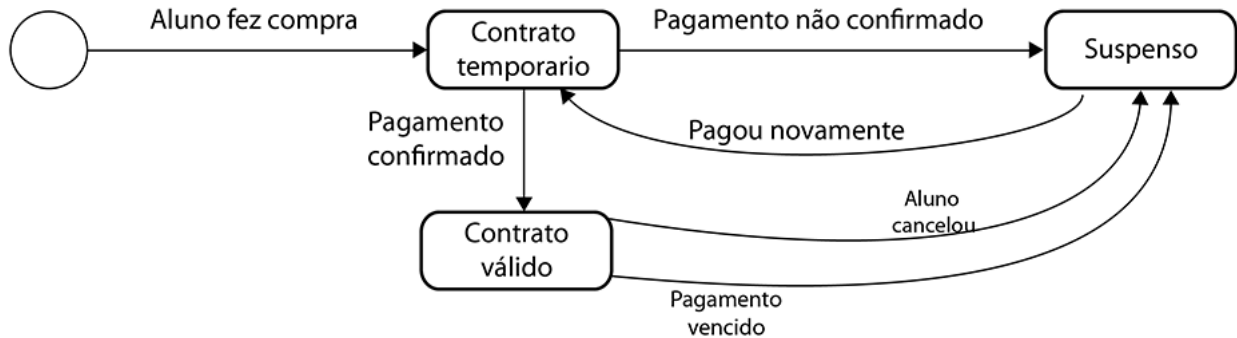 Aluno fez compra
Contrato
temporario
Pagamento não confirmado
Suspenso
Pagamento
confirmado
Pagou novamente
Aluno
cancelou
Contrato
válido
Pagamento
vencido